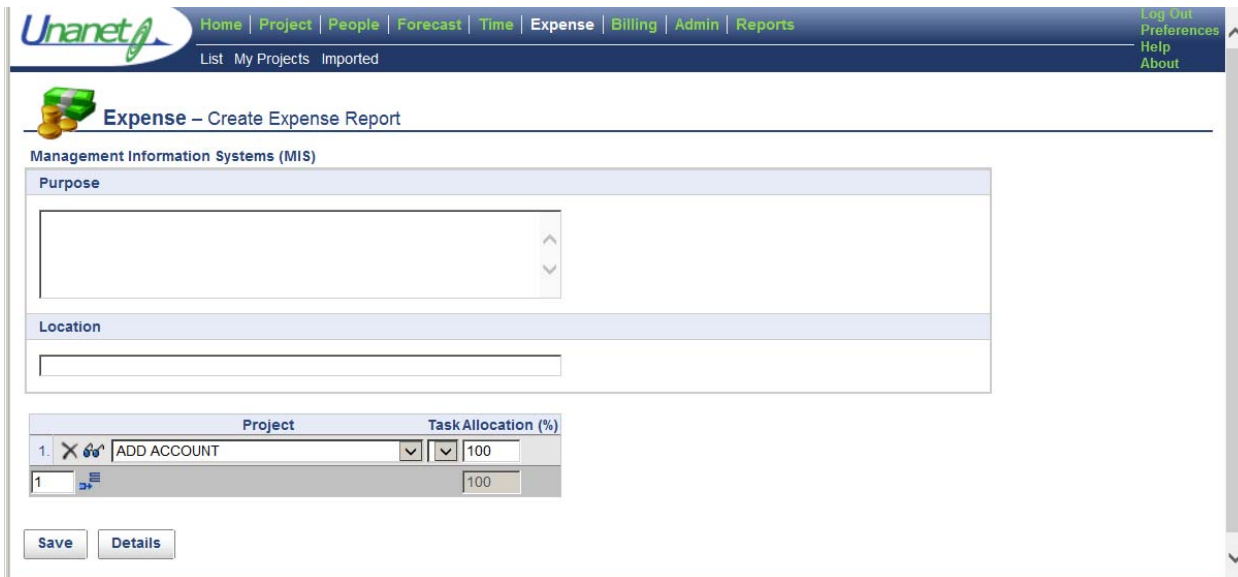 Unanet
Home | Project | People | Forecast | Time | Expense | Billing | Admin | Reports
List My Projects Imported
Log Out
Preferences
Help
About
Expense – Create Expense Report
Management Information Systems (MIS)
Purpose
Location
Project Task Allocation (%)
1. ADD ACCOUNT 100
1 100
Save Details